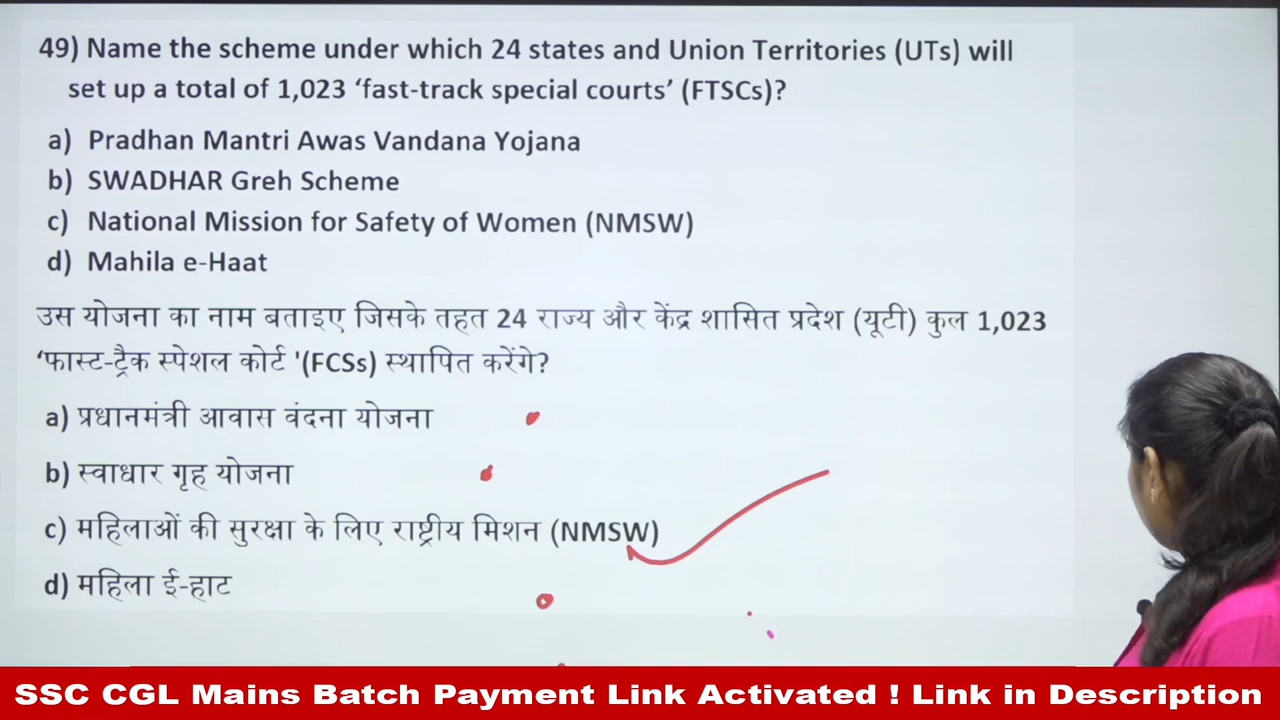 49) Name the scheme under which 24 states and Union Territories (UTs) will
set up a total of 1,023 ‘fast-track special courts’ (FTSCs)?
a) Pradhan Mantri Awas Vandana Yojana
b) SWADHAR Greh Scheme
c) National Mission for Safety of Women (NMSW)
d) Mahila e-Haat
उस योजना का नाम बताइए जिसके तहत 24 राज्य और केंद्र शासित प्रदेश (यूटी) कुल 1,023
‘फास्ट-ट्रैक स्पेशल कोर्ट '(FCSs) स्थापित करेंगे?
a) प्रधानमंत्री आवास वंदना योजना
b) स्वाधार गृह योजना
c) महिलाओं की सुरक्षा के लिए राष्ट्रीय मिशन (NMSW)
d) महिला ई-हाट
SSC CGL Mains Batch Payment Link Activated ! Link in Description